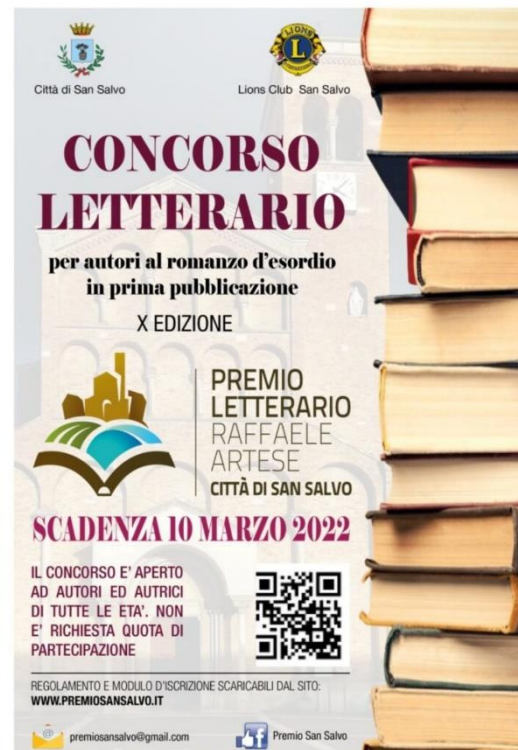 Città di San Salvo
LIONS
L
INTERNATIONAL
Lions Club San Salvo
CONCORSO
LETTERARIO
per autori al romanzo d'esordio
in prima pubblicazione
X EDIZIONE
PREMIO
LETTERARIO
RAFFAELE
ARTESE
CITTÀ DI SAN SALVO
SCADENZA 10 MARZO 2022
IL CONCORSO E' APERTO
AD AUTORI ED AUTRICI
DI TUTTE LE ETA'. NON
E' RICHIESTA QUOTA DI
PARTECIPAZIONE
REGOLAMENTO E MODULO D'ISCRIZIONE SCARICABILI DAL SITO:
WWW.PREMIOSANSALVO.IT
premiosansalvo@gmail.com
f
Premio San Salvo